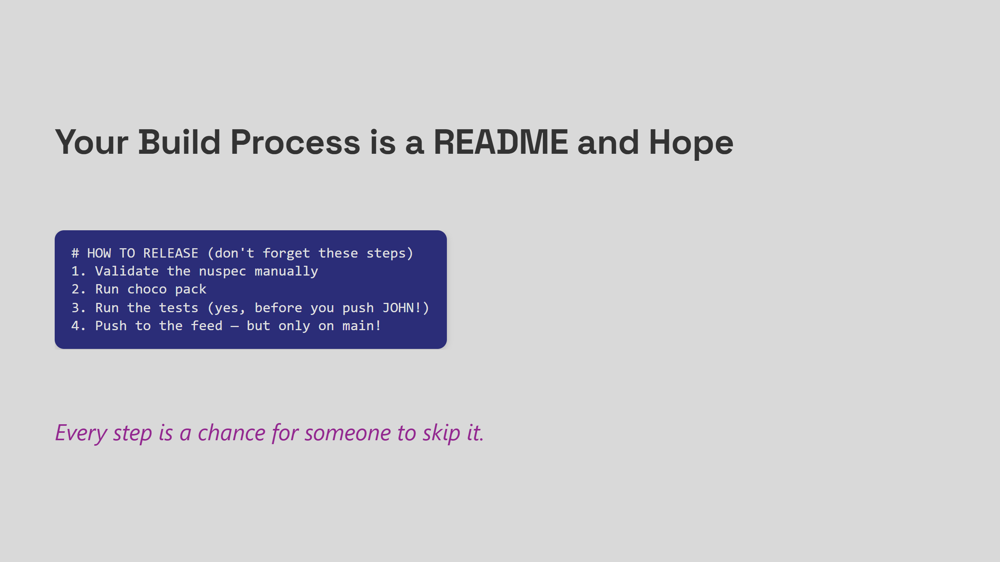 Your Build Process is a README and Hope
# HOW TO RELEASE (don't forget these steps)
1. Validate the nuspec manually
2. Run choco pack
3. Run the tests (yes, before you push JOHN!)
4. Push to the feed — but only on main!
Every step is a chance for someone to skip it.